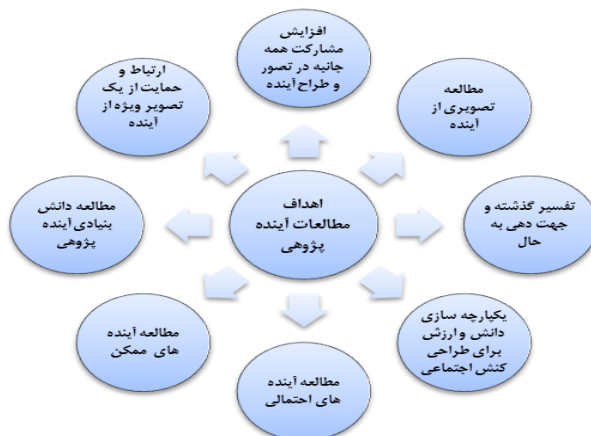 افزایش
مشارکت همه
جانبه در تصور
و طراح آینده
مطالعه
تصویری از
آینده
تفسیر گذشته و
جهت دهی به
حال
یکپارچه سازی
دانش و ارزش
برای طراحی
کنش اجتماعی
مطالعه آینده
های احتمالی
مطالعه آینده
های ممکن
مطالعه دانش
بنیادی آینده
پژوهی
ارتباط و
حمایت از یک
تصویر ویژه از
آینده
اهداف
مطالعات آینده
پژوهی